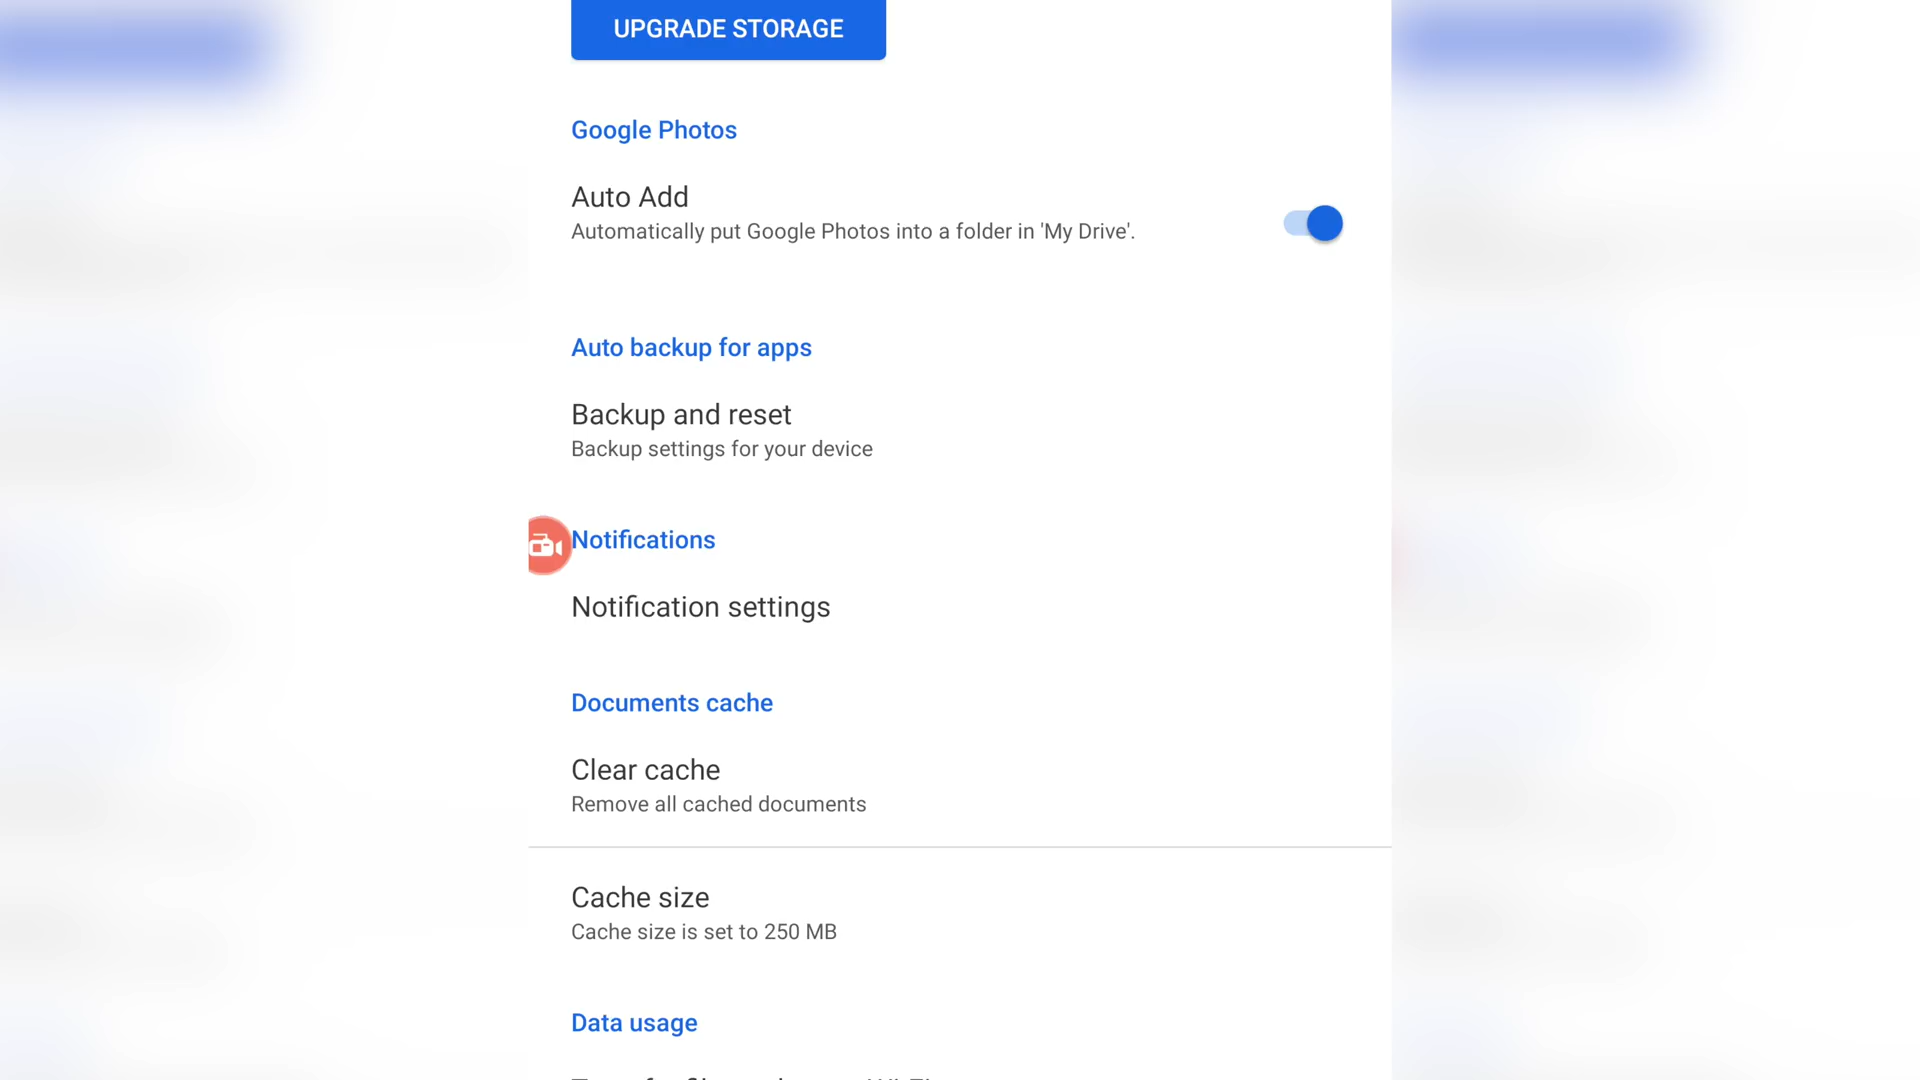 UPGRADE STORAGE
Google Photos
Auto Add
Automatically put Google Photos into a folder in 'My Drive'.
Auto backup for apps
Backup and reset
Backup settings for your device
Notifications
Notification settings
Documents cache
Clear cache
Remove all cached documents
Cache size
Cache size is set to 250 MB
Data usage